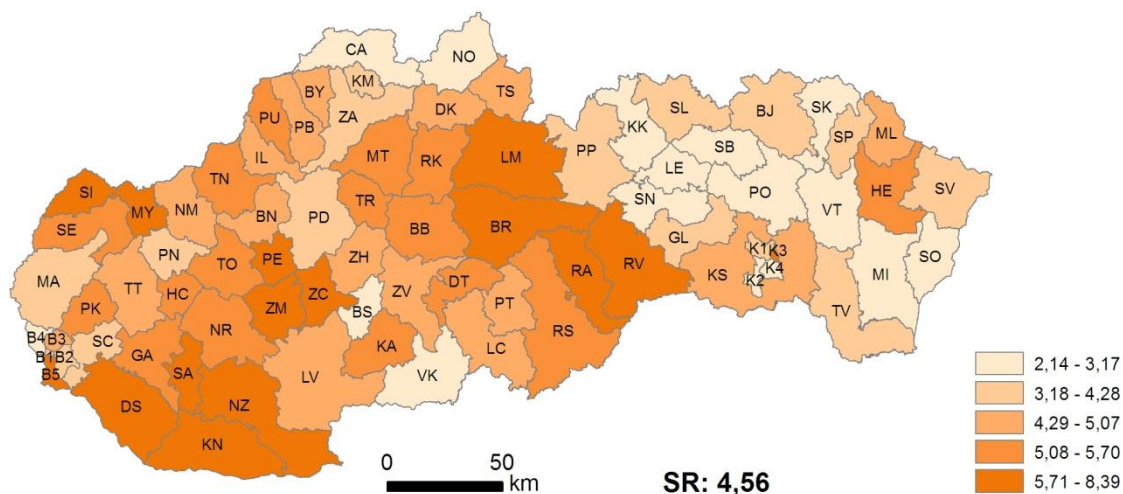 CA
NO
BY
KM
TS
PU
PB
ZA
DK
SL
BJ
SK
KK
SP
ML
IL
MT
RK
LM
PP
SB
LE
TN
SI
MY
NM
BN
PD
TR
SN
PO
VT
HE
SV
SE
BB
BR
GL
PN
TO
PE
ZH
RA
RV
K1
K3
K4
K2
KS
SO
MI
MA
TT
HC
ZM
ZC
ZV
DT
PT
TV
PK
NR
BS
RS
B4
B3
SC
B1
B2
B5
GA
SA
LV
KA
VK
LC
DS
NZ
KN
2,14 - 3,17
3,18 - 4,28
4,29 - 5,07
5,08 - 5,70
5,71 - 8,39
0 50
km
SR: 4,56